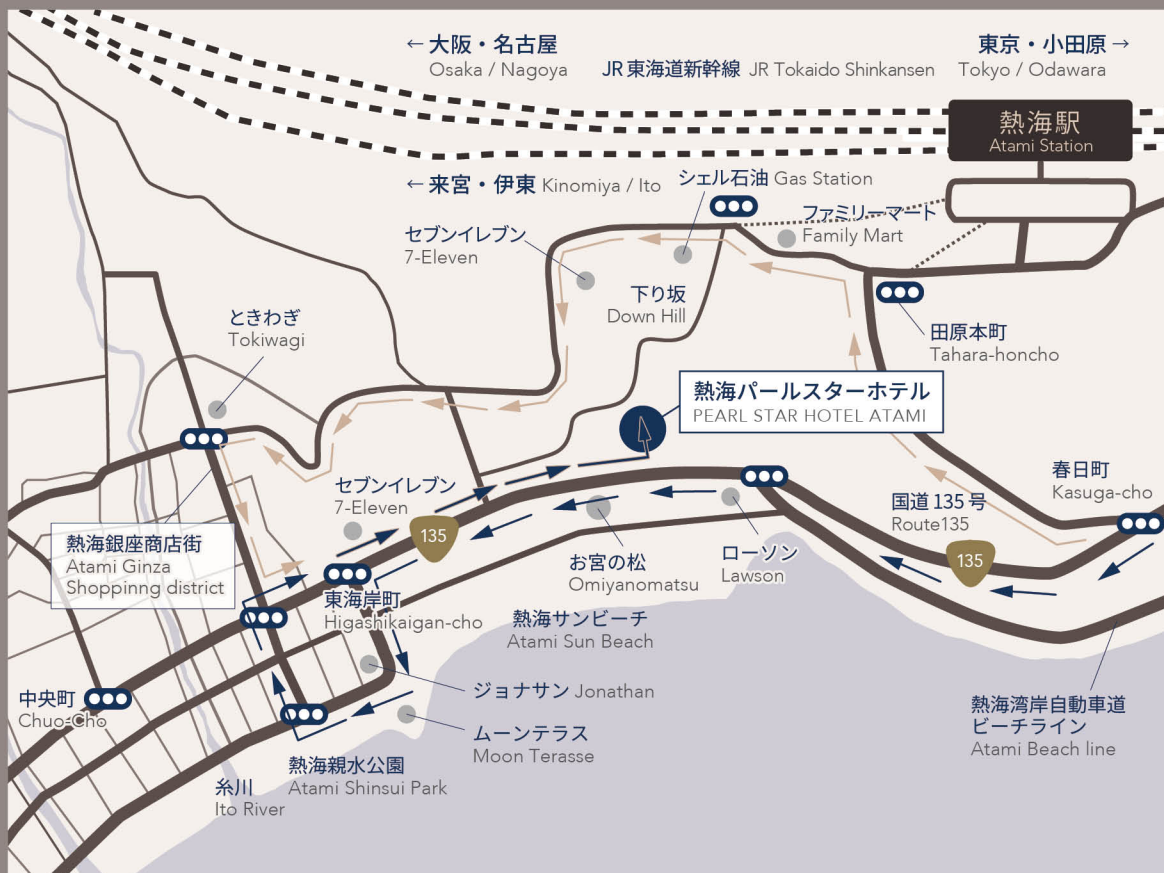 ← 大阪・名古屋
Osaka / Nagoya
JR 東海道新幹線 JR Tokaido Shinkansen
東京・小田原 →
Tokyo / Odawara
熱海駅
Atami Station
← 来宮・伊東 Kinomiya / Ito
シェル石油 Gas Station
ファミリーマート
Family Mart
セブンイレブン
7-Eleven
下り坂
Down Hill
田原本町
Tahara-honcho
ときわぎ
Tokiwagi
熱海パールスターホテル
PEARL STAR HOTEL ATAMI
春日町
Kasuga-cho
国道 135 号
Route135
135
セブンイレブン
7-Eleven
135
お宮の松
Omiyanomatsu
ローソン
Lawson
熱海銀座商店街
Atami Ginza
Shoppinng district
東海岸町
Higashikaigan-cho
熱海サンビーチ
Atami Sun Beach
ジョナサン Jonathan
ムーンテラス
Moon Terasse
中央町
Chuo-Cho
熱海湾岸自動車道
ビーチライン
Atami Beach line
熱海親水公園
Atami Shinsui Park
糸川
Ito River